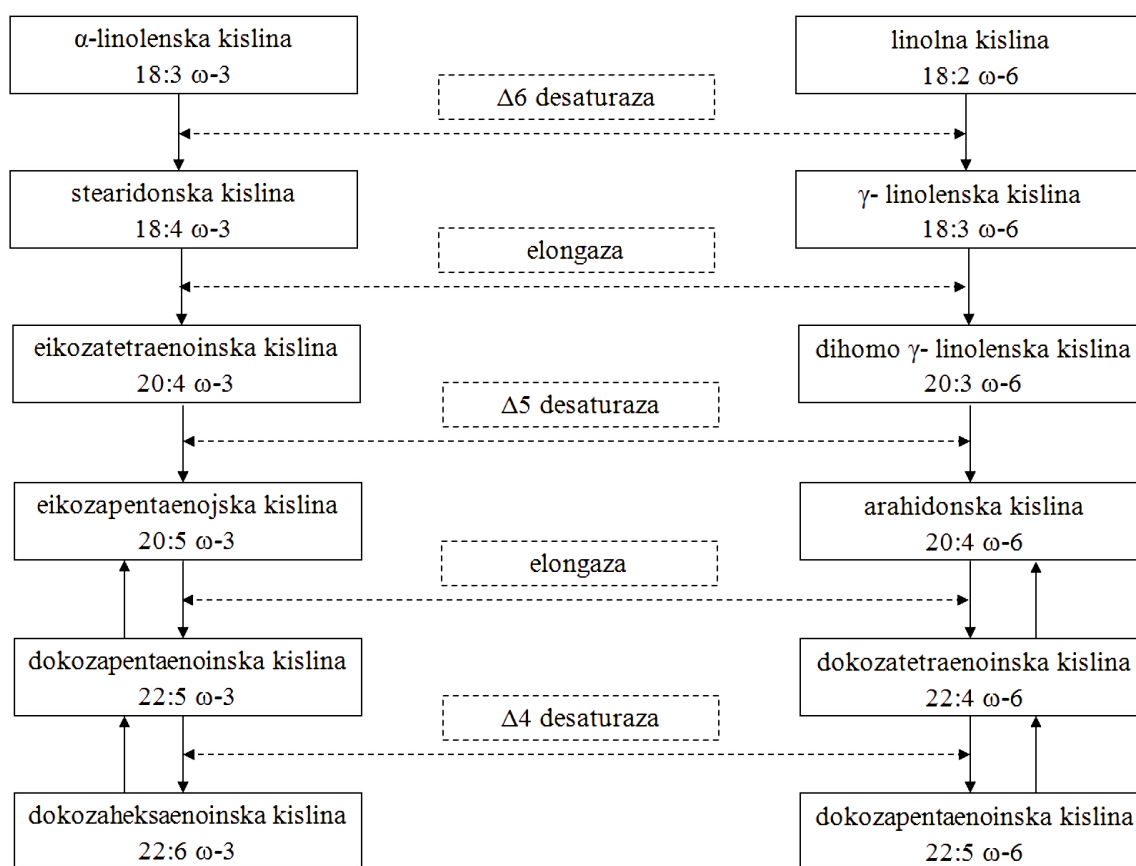 α-linolenska kislina
18:3 ω-3
linolna kislina
18:2 ω-6
Δ6 desaturaza
stearidonska kislina
18:4 ω-3
γ- linolenska kislina
18:3 ω-6
elongaza
eikozatetraenoinska kislina
20:4 ω-3
dihomo γ- linolenska kislina
20:3 ω-6
Δ5 desaturaza
eikozapentaenojska kislina
20:5 ω-3
arahidonska kislina
20:4 ω-6
elongaza
dokozapentaenoinska kislina
22:5 ω-3
dokozatetraenoinska kislina
22:4 ω-6
Δ4 desaturaza
dokozaheksaenoinska kislina
22:6 ω-3
dokozapentaenoinska kislina
22:5 ω-6